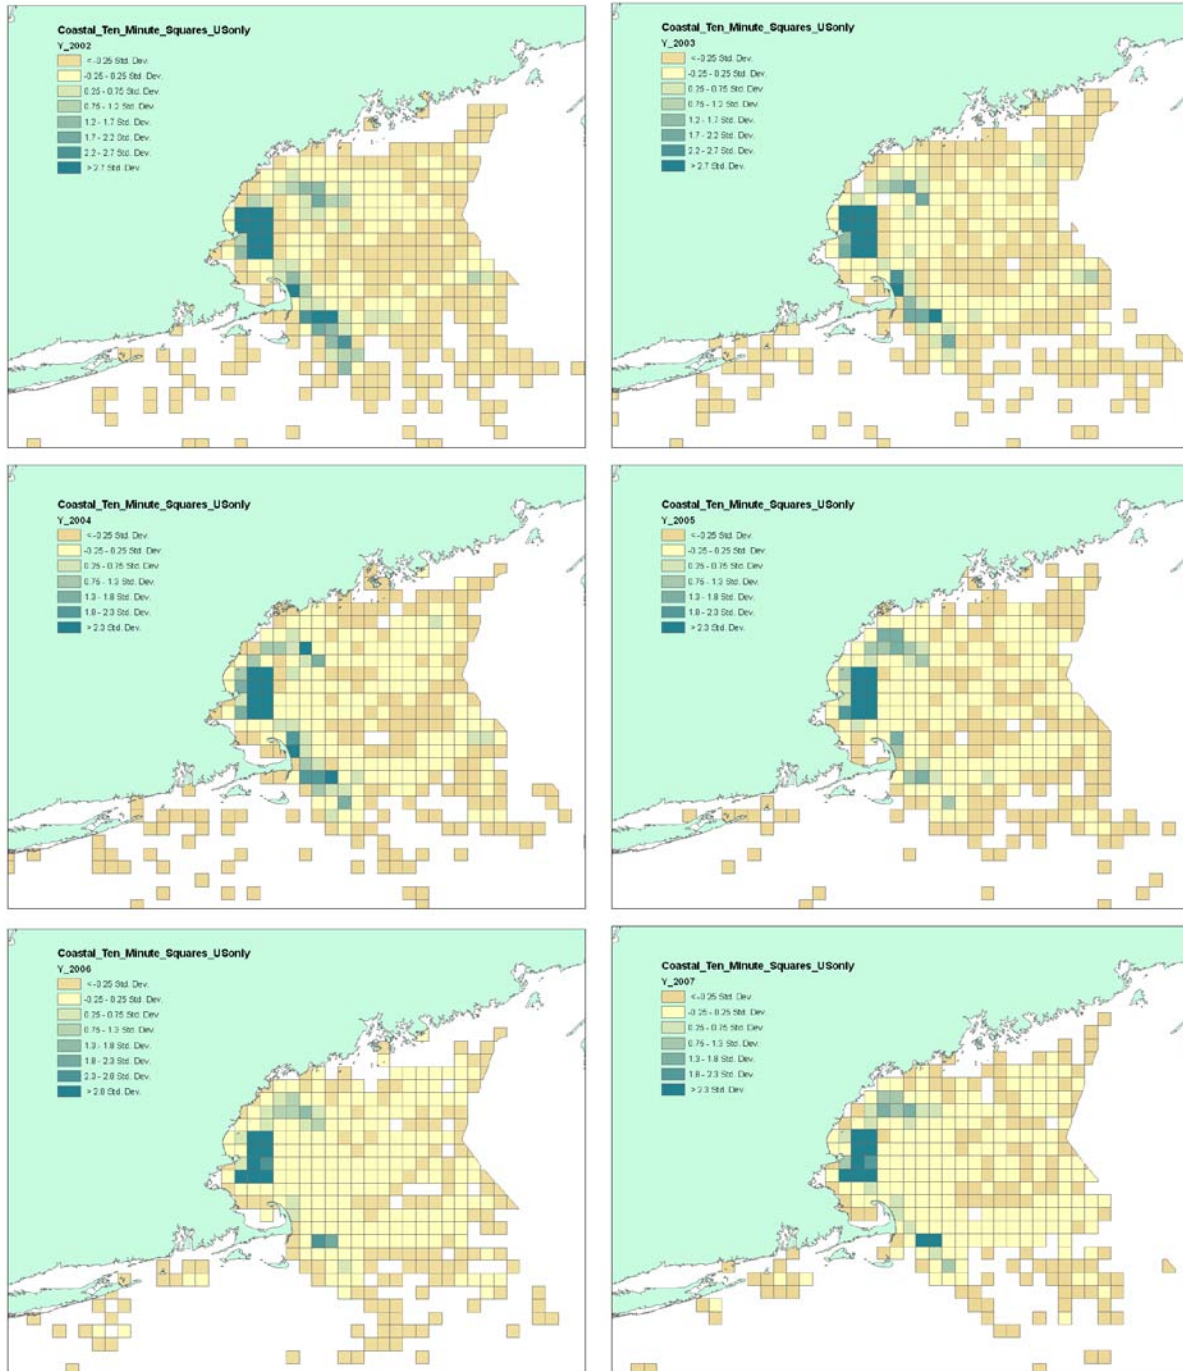 Coastal_Ten_Minute_Squares_USonly
Y_2002
< -0.25 Std. Dev.
-0.25 - 0.25 Std. Dev.
0.25 - 0.75 Std. Dev.
0.75 - 1.2 Std. Dev.
1.2 - 1.7 Std. Dev.
1.7 - 2.2 Std. Dev.
2.2 - 2.7 Std. Dev.
> 2.7 Std. Dev.
Coastal_Ten_Minute_Squares_USonly
Y_2003
< -0.25 Std. Dev.
-0.25 - 0.25 Std. Dev.
0.25 - 0.75 Std. Dev.
0.75 - 1.2 Std. Dev.
1.2 - 1.7 Std. Dev.
1.7 - 2.2 Std. Dev.
2.2 - 2.7 Std. Dev.
> 2.7 Std. Dev.
Coastal_Ten_Minute_Squares_USonly
Y_2004
< -0.25 Std. Dev.
-0.25 - 0.25 Std. Dev.
0.25 - 0.75 Std. Dev.
0.75 - 1.3 Std. Dev.
1.3 - 1.8 Std. Dev.
1.8 - 2.3 Std. Dev.
> 2.3 Std. Dev.
Coastal_Ten_Minute_Squares_USonly
Y_2005
< -0.25 Std. Dev.
-0.25 - 0.25 Std. Dev.
0.25 - 0.75 Std. Dev.
0.75 - 1.3 Std. Dev.
1.3 - 1.8 Std. Dev.
1.8 - 2.3 Std. Dev.
> 2.3 Std. Dev.
Coastal_Ten_Minute_Squares_USonly
Y_2006
< -0.25 Std. Dev.
-0.25 - 0.25 Std. Dev.
0.25 - 0.75 Std. Dev.
0.75 - 1.3 Std. Dev.
1.3 - 1.8 Std. Dev.
1.8 - 2.3 Std. Dev.
2.3 - 2.8 Std. Dev.
> 2.8 Std. Dev.
Coastal_Ten_Minute_Squares_USonly
Y_2007
< -0.25 Std. Dev.
-0.25 - 0.25 Std. Dev.
0.25 - 0.75 Std. Dev.
0.75 - 1.3 Std. Dev.
1.3 - 1.8 Std. Dev.
1.8 - 2.3 Std. Dev.
> 2.3 Std. Dev.